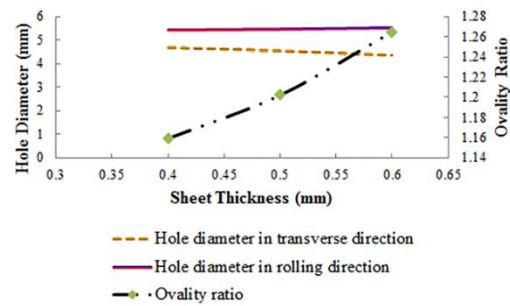 Hole Diameter (mm)
6
5
4
3
2
1
0
1.28
1.26
1.24
1.22
1.2
1.18
1.16
1.14
Ovality Ratio
0.3 0.35 0.4 0.45 0.5 0.55 0.6 0.65
Sheet Thickness (mm)
Hole diameter in transverse direction
Hole diameter in rolling direction
Ovality ratio